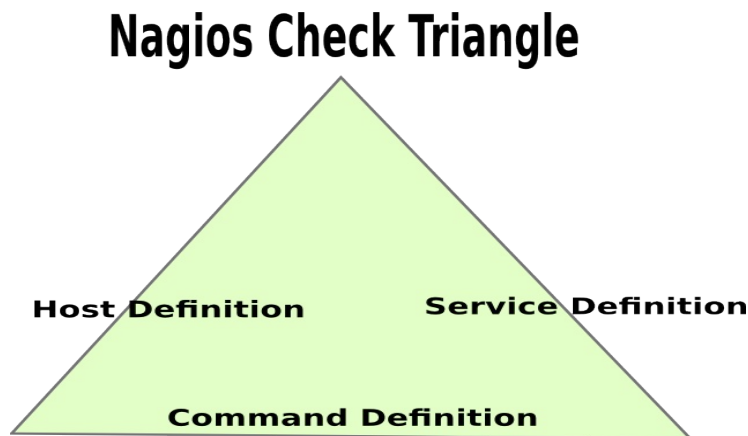 Nagios Check Triangle
Host Definition
Service Definition
Command Definition